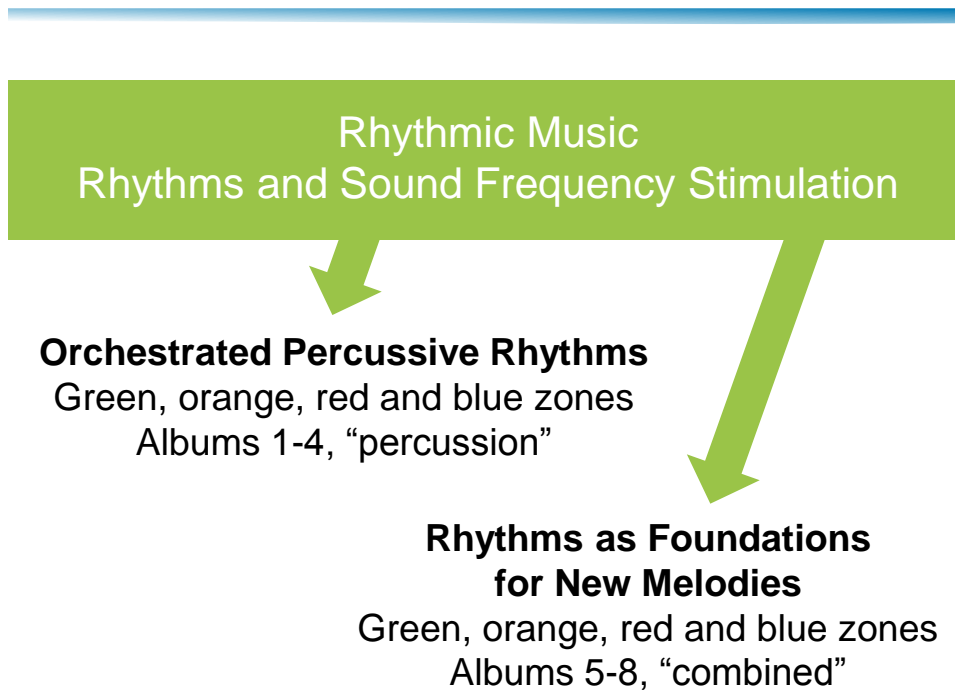 Rhythmic Music
Rhythms and Sound Frequency Stimulation
Orchestrated Percussive Rhythms
Green, orange, red and blue zones
Albums 1-4, “percussion”
Rhythms as Foundations
for New Melodies
Green, orange, red and blue zones
Albums 5-8, “combined”